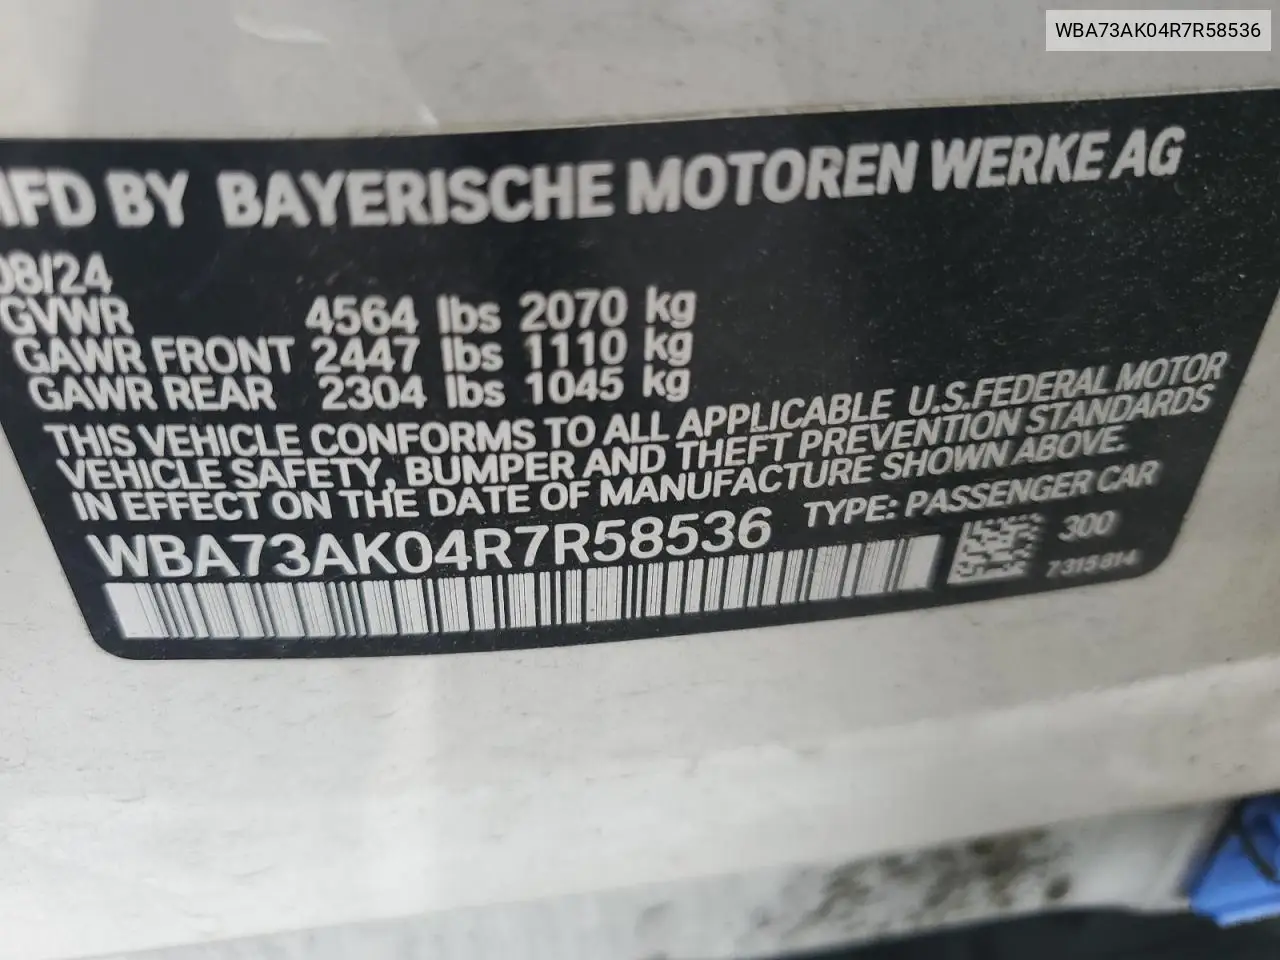 WBA73AK04R7R58536
MFD BY BAYERISCHE MOTOREN WERKE AG
08/24
GVWR 4564 lbs 2070 kg
GAWR FRONT 2447 lbs 1110 kg
GAWR REAR 2304 lbs 1045 kg
THIS VEHICLE CONFORMS TO ALL APPLICABLE U.S.FEDERAL MOTOR
VEHICLE SAFETY, BUMPER AND THEFT PREVENTION STANDARDS
IN EFFECT ON THE DATE OF MANUFACTURE SHOWN ABOVE.
WBA73AK04R7R58536 TYPE: PASSENGER CAR
300
7315814